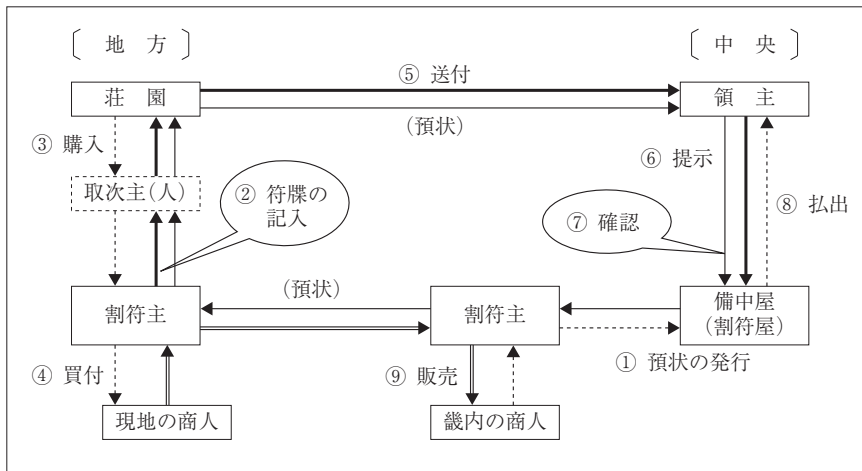 〔 地 方 〕
〔 中 央 〕
荘 園
⑤ 送付
領 主
(預状)
③ 購入
⑥ 提示
取次主(人)
② 符牒の
記入
⑦ 確認
⑧ 払出
割符主
(預状)
割符主
備中屋
(割符屋)
① 預状の発行
④ 買付
⑨ 販売
現地の商人
畿内の商人